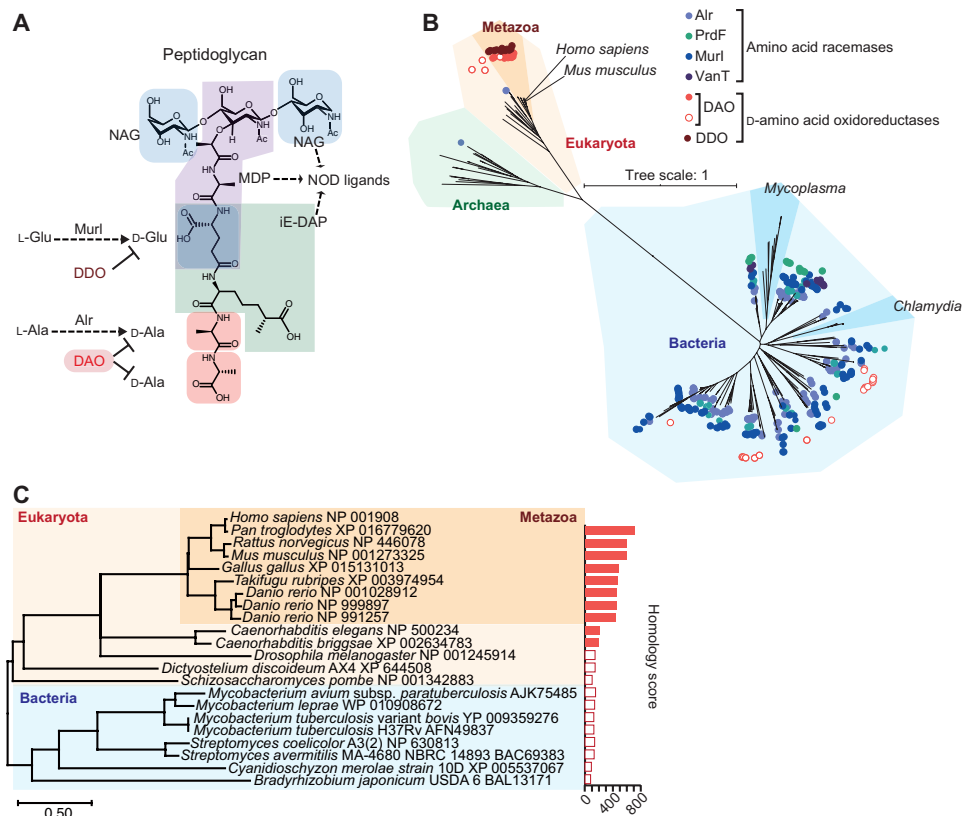 A
Peptidoglycan
OH
HO
OH
O
N
H
Ac
NAG
NAG
MDP
NOD ligands
iE-DAP
L-Glu
MurI
D-Glu
DDO
L-Ala
Alr
D-Ala
DAO
D-Ala
B
Metazoa
Homo sapiens
Mus musculus
Eukaryota
Archaea
Tree scale: 1
Mycoplasma
Chlamydia
Bacteria
Alr
PrdF
MurI
VanT
Amino acid racemases
DAO
DDO
D-amino acid oxidoreductases
C
Eukaryota
Metazoa
Homo sapiens NP 001908
Pan troglodytes XP 016779620
Rattus norvegicus NP 446078
Mus musculus NP 001273325
Gallus gallus XP 015131013
Takifugu rubripes XP 003974954
Danio rerio NP 001028912
Danio rerio NP 999897
Danio rerio NP 991257
Caenorhabditis elegans NP 500234
Caenorhabditis briggsae XP 002634783
Drosophila melanogaster NP 001245914
Dictyostelium discoideum AX4 XP 644508
Schizosaccharomyces pombe NP 001342883
Bacteria
Mycobacterium avium subsp. paratuberculosis AJK75485
Mycobacterium leprae WP 010908672
Mycobacterium tuberculosis variant bovis YP 009359276
Mycobacterium tuberculosis H37Rv AFN49837
Streptomyces coelicolor A3(2) NP 630813
Streptomyces avermitilis MA-4680 NBRC 14893 BAC69383
Cyanidioschyzon merolae strain 10D XP 005537067
Bradyrhizobium japonicum USDA 6 BAL13171
0.50
0
400
800
Homology score